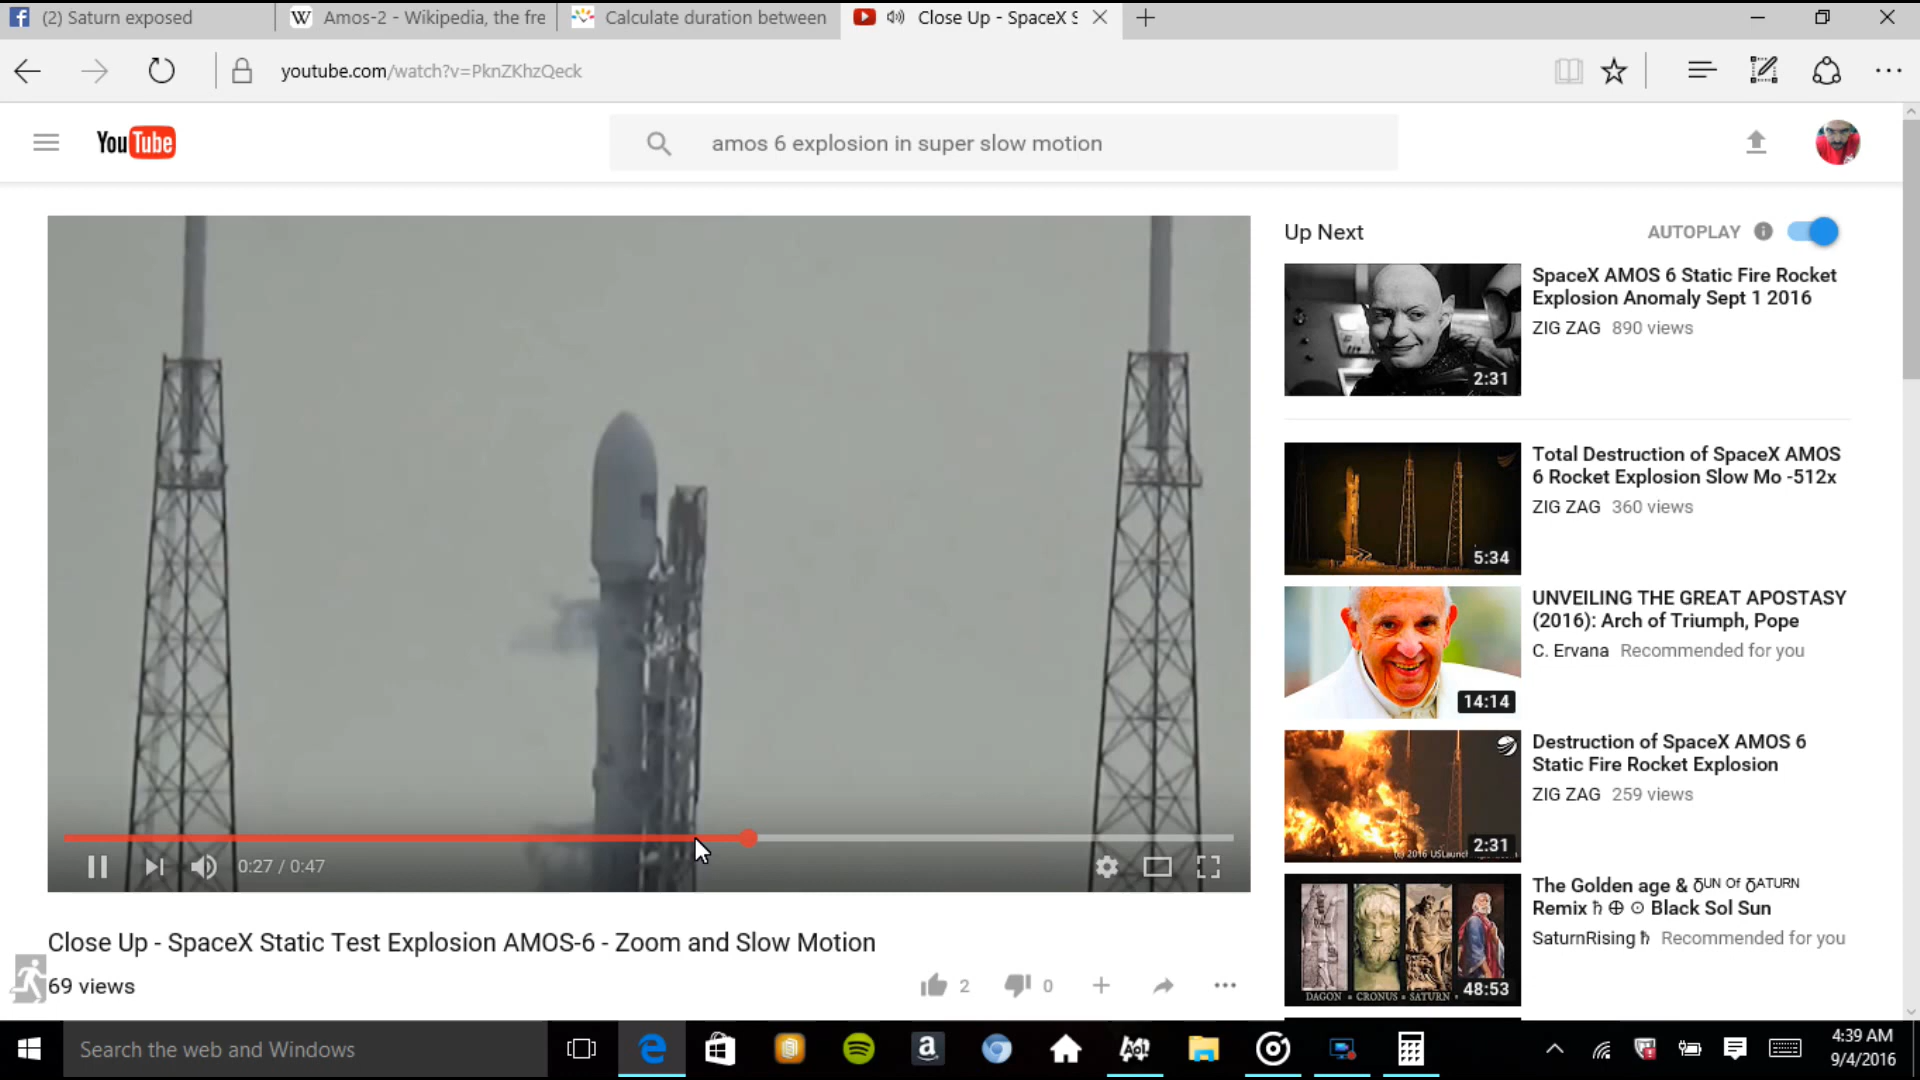 (2) Saturn exposed
W Amos-2 - Wikipedia, the fre
Calculate duration between
Close Up - SpaceX S
youtube.com/watch?v=PknZKhzQeck
YouTube
amos 6 explosion in super slow motion
0:27 / 0:47
Close Up - SpaceX Static Test Explosion AMOS-6 - Zoom and Slow Motion
69 views
2
0
Up Next
AUTOPLAY
SpaceX AMOS 6 Static Fire Rocket
Explosion Anomaly Sept 1 2016
ZIG ZAG 890 views
2:31
Total Destruction of SpaceX AMOS
6 Rocket Explosion Slow Mo -512x
ZIG ZAG 360 views
5:34
UNVEILING THE GREAT APOSTASY
(2016): Arch of Triumph, Pope
C. Ervana Recommended for you
14:14
Destruction of SpaceX AMOS 6
Static Fire Rocket Explosion
ZIG ZAG 259 views
(c) 2016 USLaunch
2:31
The Golden age & ᘔᵁᴺ ᴼᶠ ᘔᴬᵀᵁᴿᴺ
Remix ♄ ⊕ ⊙ Black Sol Sun
SaturnRising ♄ Recommended for you
DAGON = CRONUS = SATURN
48:53
Search the web and Windows
a
Aol
4:39 AM
9/4/2016